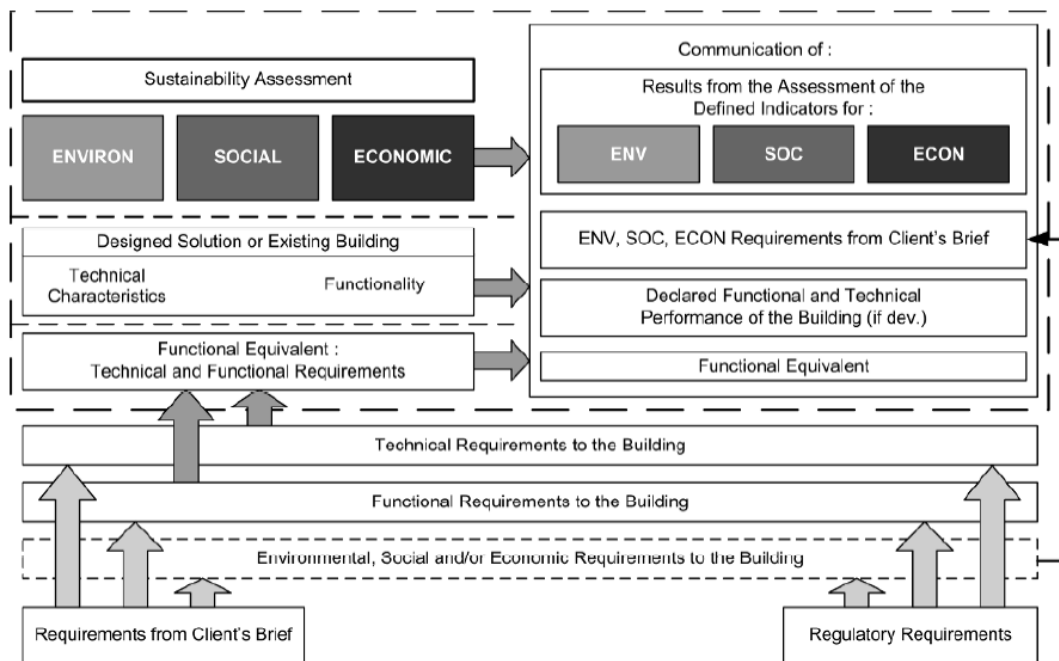 Sustainability Assessment
ENVIRON
SOCIAL
ECONOMIC
Designed Solution or Existing Building
Technical
Characteristics
Functionality
Functional Equivalent :
Technical and Functional Requirements
Communication of :
Results from the Assessment of the
Defined Indicators for :
ENV
SOC
ECON
ENV, SOC, ECON Requirements from Client's Brief
Declared Functional and Technical
Performance of the Building (if dev.)
Functional Equivalent
Technical Requirements to the Building
Functional Requirements to the Building
Environmental, Social and/or Economic Requirements to the Building
Requirements from Client's Brief
Regulatory Requirements